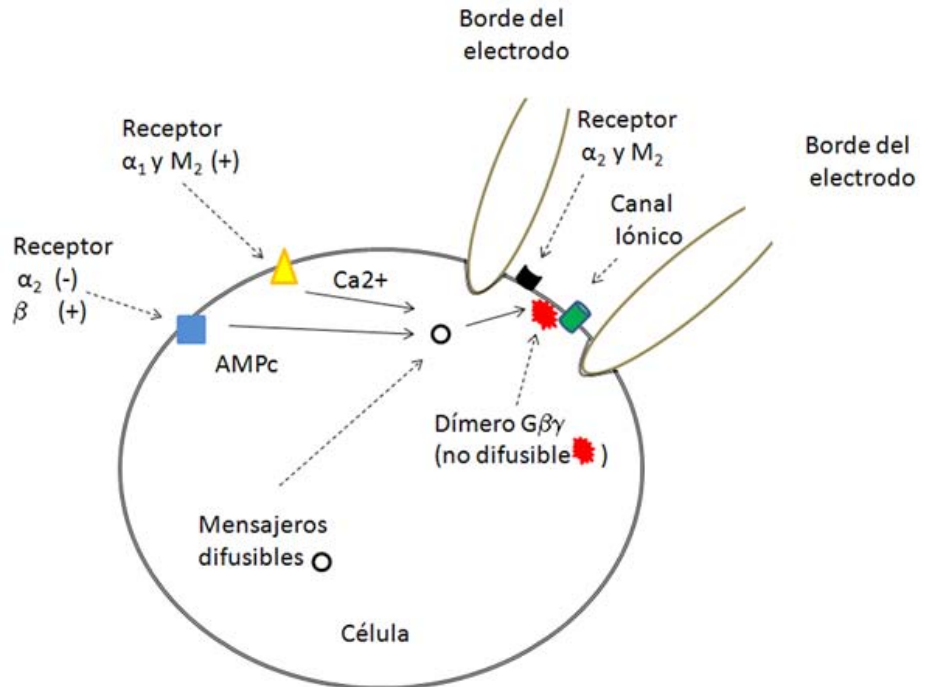 Borde del
electrodo
Receptor
α₁ y M₂ (+)
Receptor
α₂ y M₂
Borde del
electrodo
Canal
Iónico
Receptor
α₂ (-)
β (+)
Ca2+
AMPc
Dímero Gβγ
(no difusible )
Mensajeros
difusibles
Célula